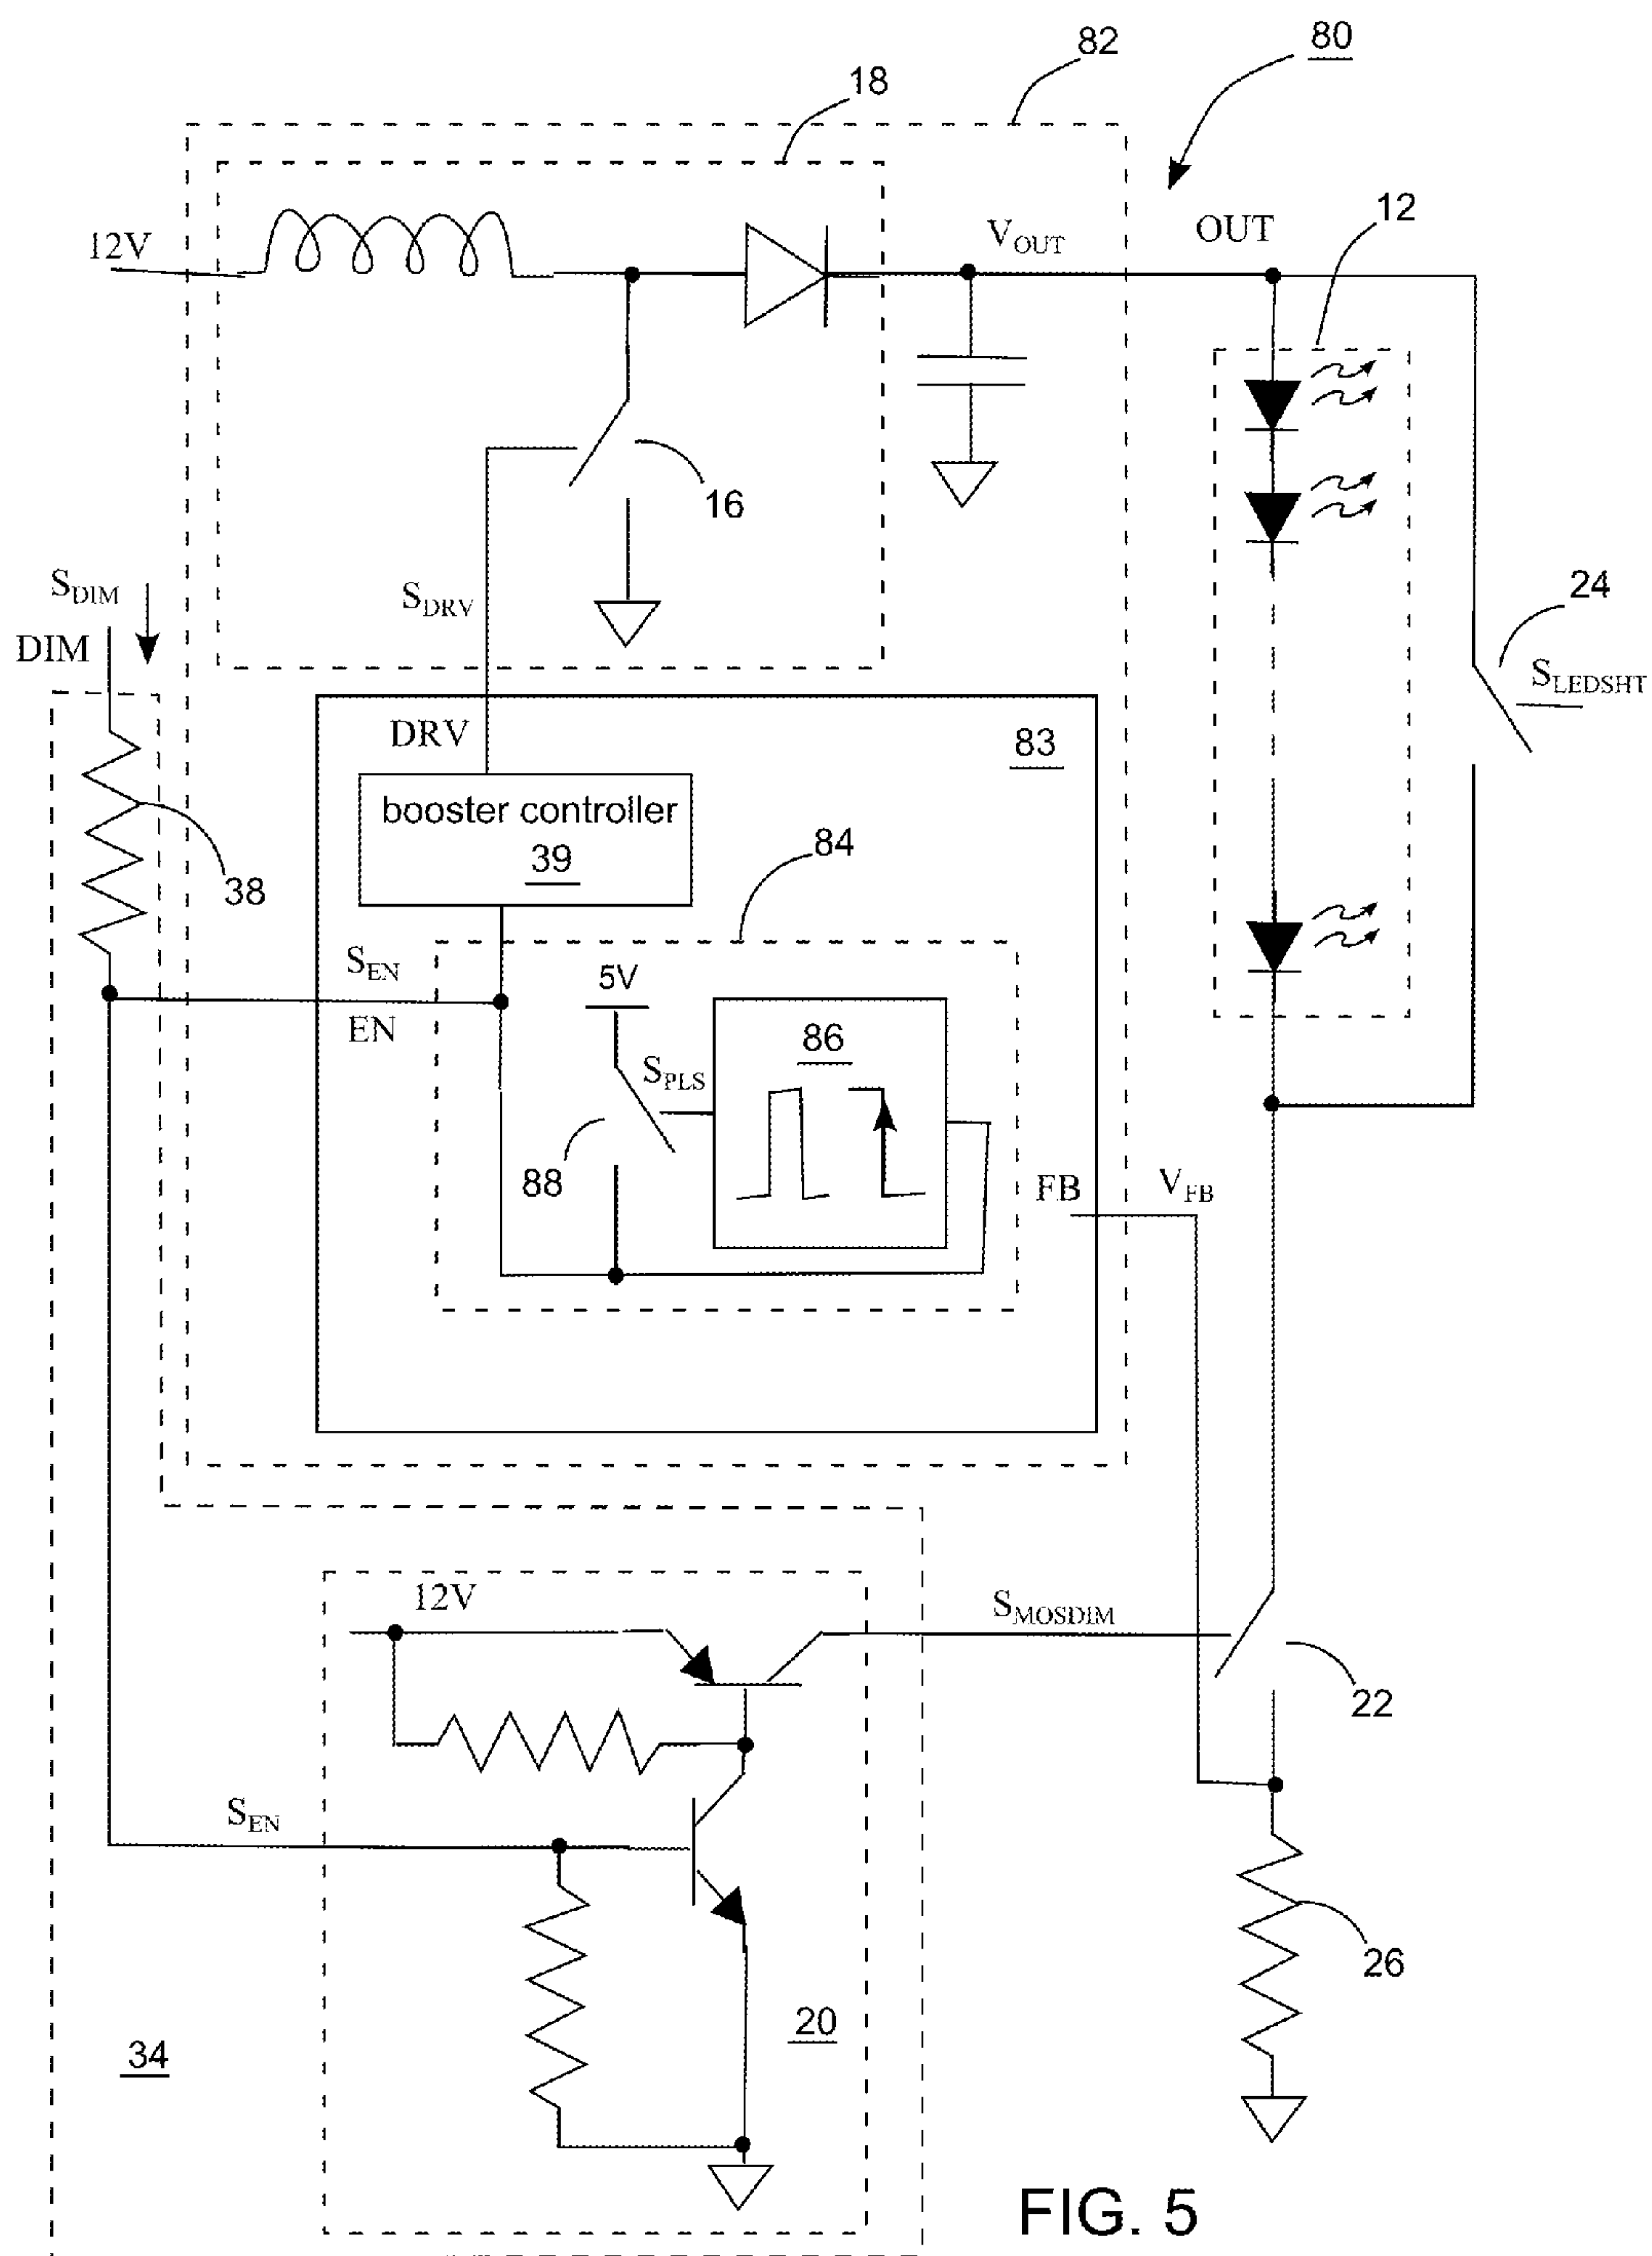 82
80
18
12
12V
VOUT
OUT
16
SDIM
DIM
SDRV
24
SLEDSHT
DRV
83
booster controller
39
84
38
SEN
EN
5V
86
SPLS
88
FB
VFB
12V
SMOSDIM
22
SEN
26
20
34
FIG. 5